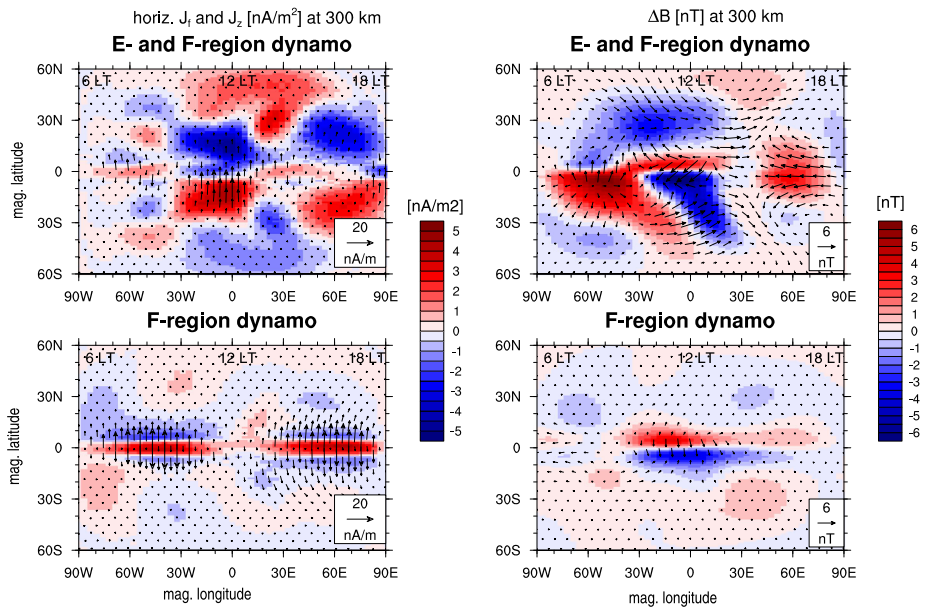 horiz. Jf and Jz [nA/m2] at 300 km
E- and F-region dynamo
60N
30N
0
30S
60S
mag. latitude
6 LT 12 LT 18 LT
20
nA/m
90W 60W 30W 0 30E 60E 90E
[nA/m2]
5
4
3
2
1
0
-1
-2
-3
-4
-5
ΔB [nT] at 300 km
E- and F-region dynamo
60N
30N
0
30S
60S
6 LT 12 LT 18 LT
6
nT
90W 60W 30W 0 30E 60E 90E
[nT]
6
5
4
3
2
1
0
-1
-2
-3
-4
-5
-6
F-region dynamo
60N
30N
0
30S
60S
mag. latitude
6 LT 12 LT 18 LT
20
nA/m
90W 60W 30W 0 30E 60E 90E
mag. longitude
F-region dynamo
60N
30N
0
30S
60S
6 LT 12 LT 18 LT
6
nT
90W 60W 30W 0 30E 60E 90E
mag. longitude